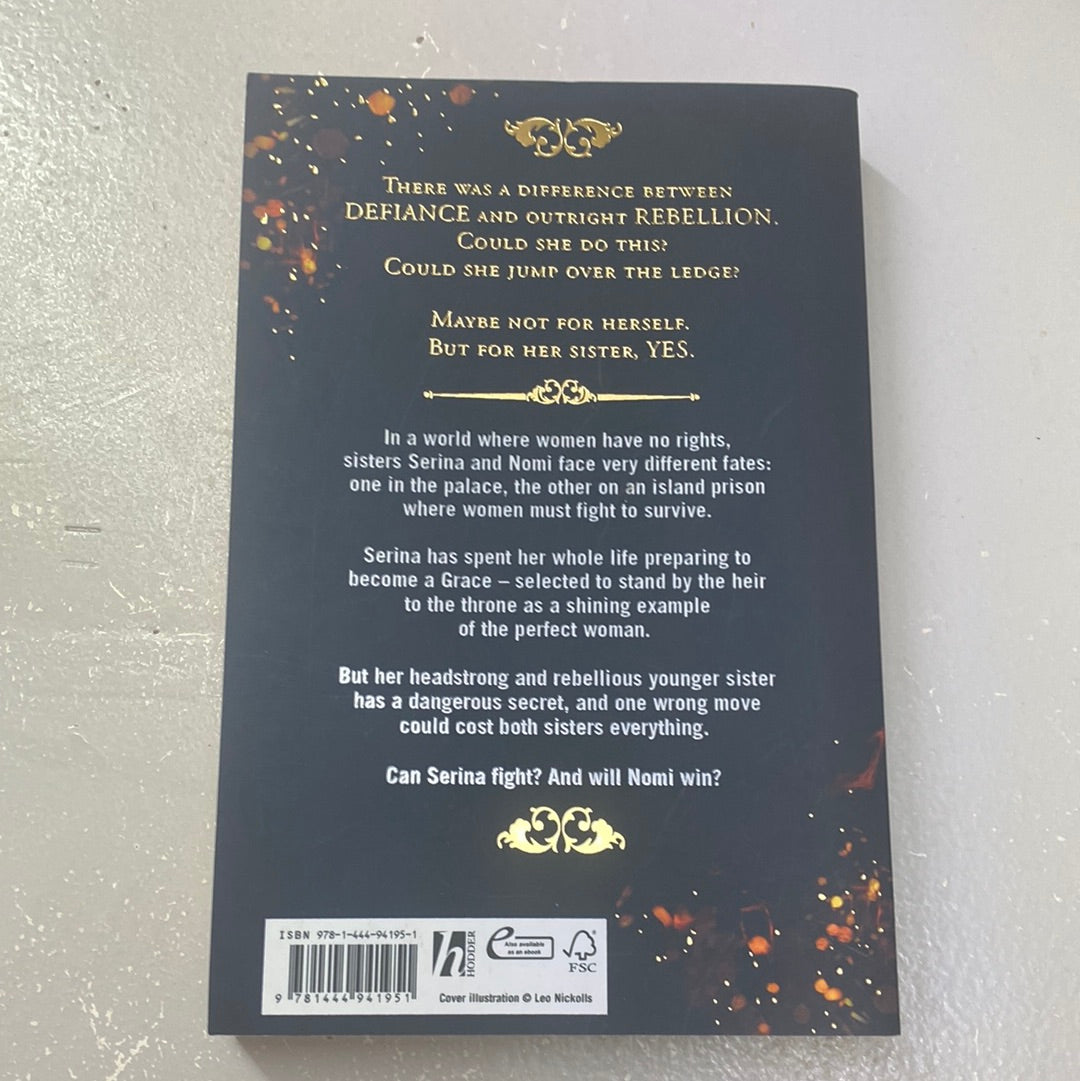 THERE WAS A DIFFERENCE BETWEEN
DEFIANCE AND OUTRIGHT REBELLION.
COULD SHE DO THIS?
COULD SHE JUMP OVER THE LEDGE?
MAYBE NOT FOR HERSELF.
BUT FOR HER SISTER, YES.
In a world where women have no rights,
sisters Serina and Nomi face very different fates:
one in the palace, the other on an island prison
where women must fight to survive.
Serina has spent her whole life preparing to
become a Grace – selected to stand by the heir
to the throne as a shining example
of the perfect woman.
But her headstrong and rebellious younger sister
has a dangerous secret, and one wrong move
could cost both sisters everything.
Can Serina fight? And will Nomi win?
ISBN 978-1-444-94195-1
9 781444 941951
h HODDER
e Also available
as an ebook
FSC
Cover illustration © Leo Nickolls